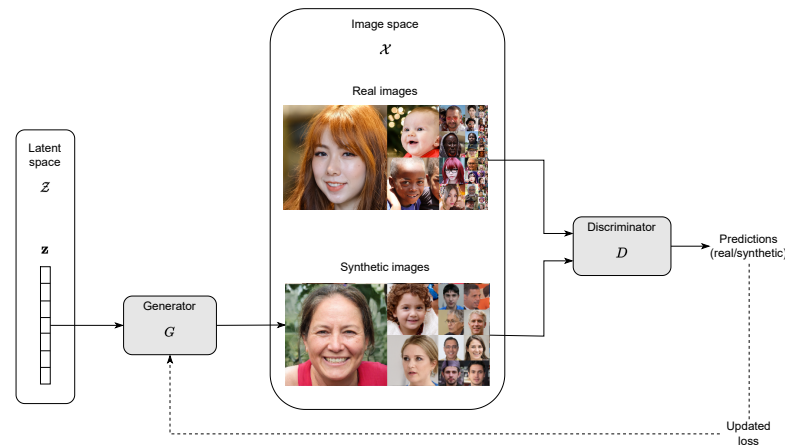 Image space
𝒳
Real images
Latent
space
𝒵
z
Discriminator
D
Predictions
(real/synthetic)
Synthetic images
Generator
G
Updated
loss